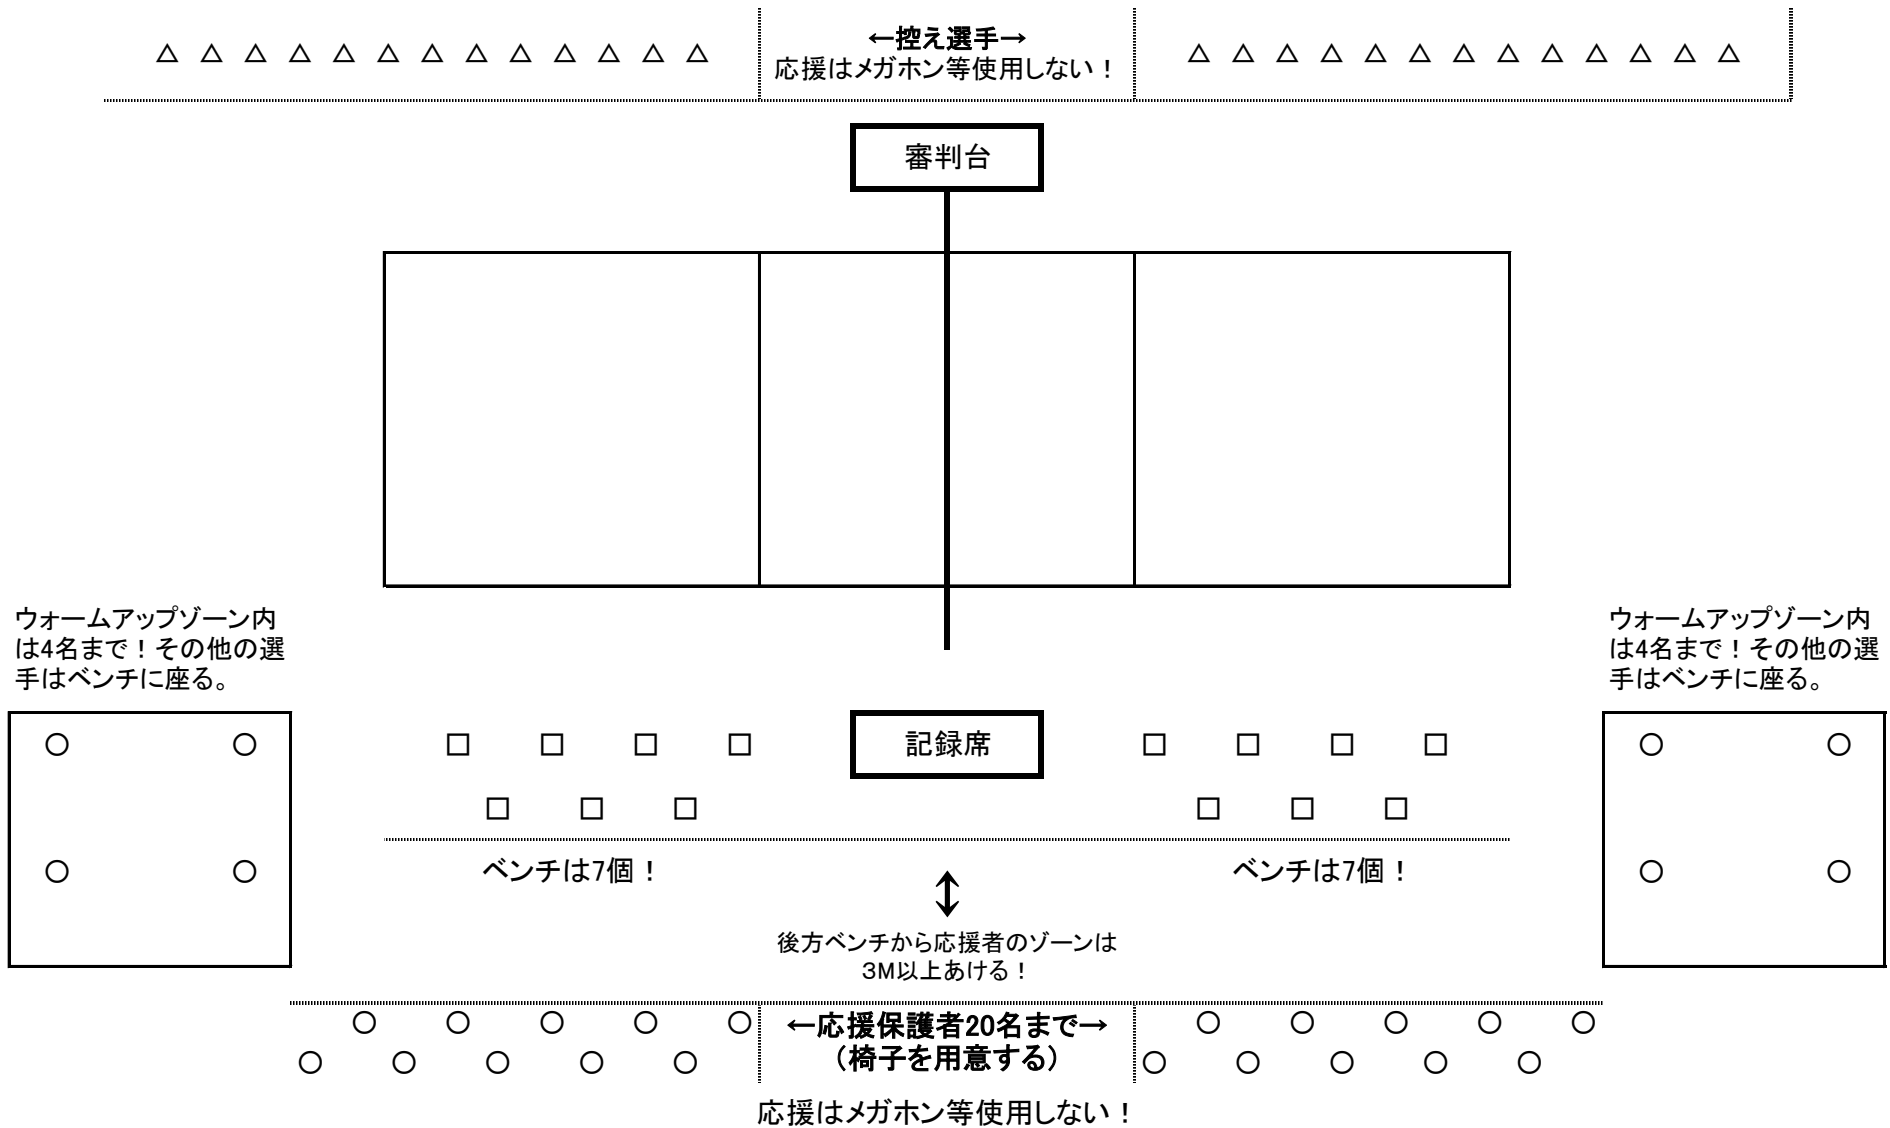 ←控え選手→
応援はメガホン等使用しない！
審判台
ウォームアップゾーン内
は4名まで！その他の選
手はベンチに座る。
ウォームアップゾーン内
は4名まで！その他の選
手はベンチに座る。
記録席
ベンチは7個！
ベンチは7個！
後方ベンチから応援者のゾーンは
3M以上あける！
←応援保護者20名まで→
（椅子を用意する）
応援はメガホン等使用しない！